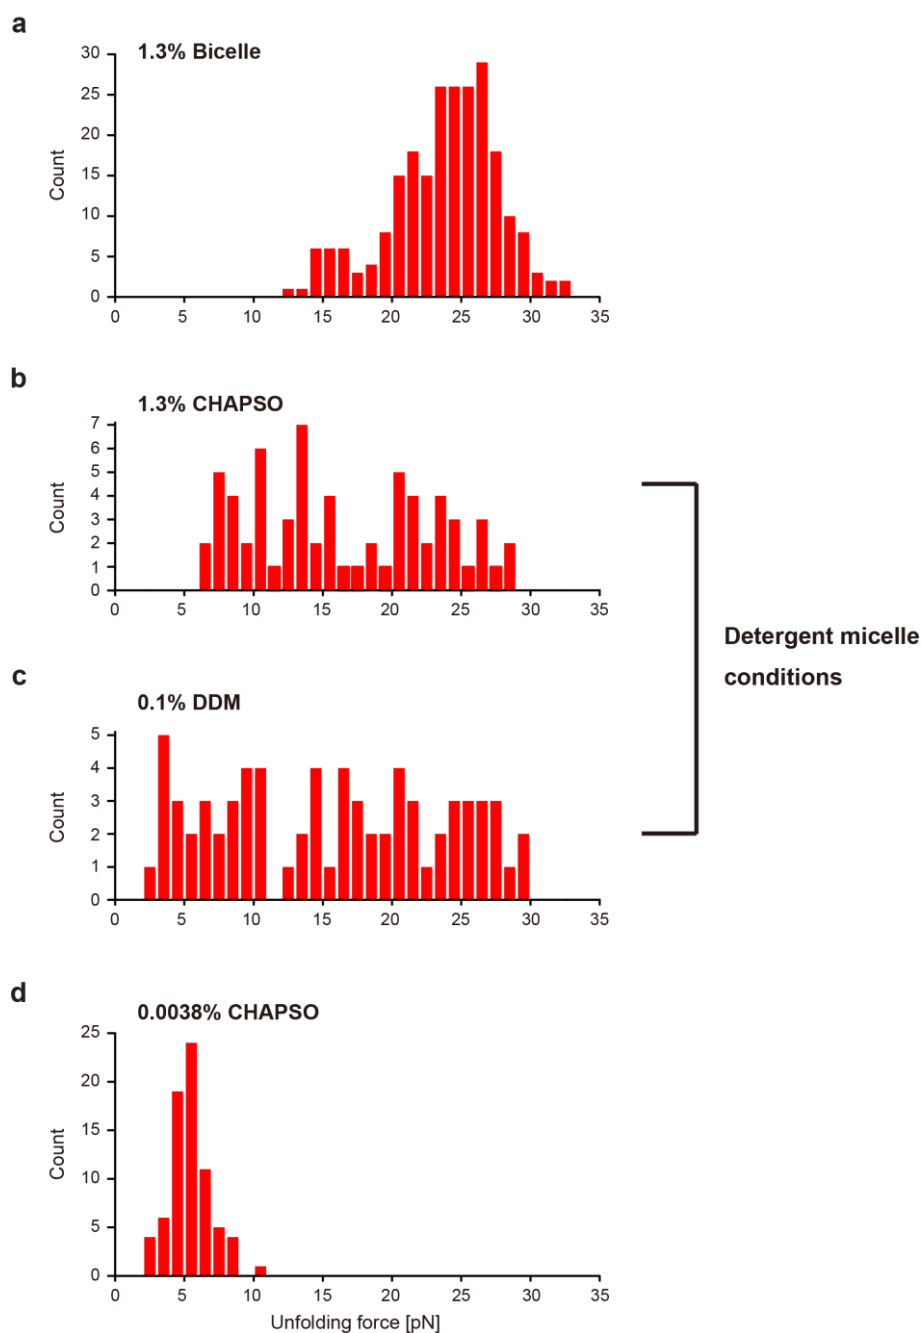 a
1.3% Bicelle
30
25
20
15
10
5
0
Count
0 5 10 15 20 25 30 35
b
1.3% CHAPSO
7
6
5
4
3
2
1
0
Count
0 5 10 15 20 25 30 35
Detergent micelle
conditions
c
0.1% DDM
5
4
3
2
1
0
Count
0 5 10 15 20 25 30 35
d
0.0038% CHAPSO
25
20
15
10
5
0
Count
0 5 10 15 20 25 30 35
Unfolding force [pN]